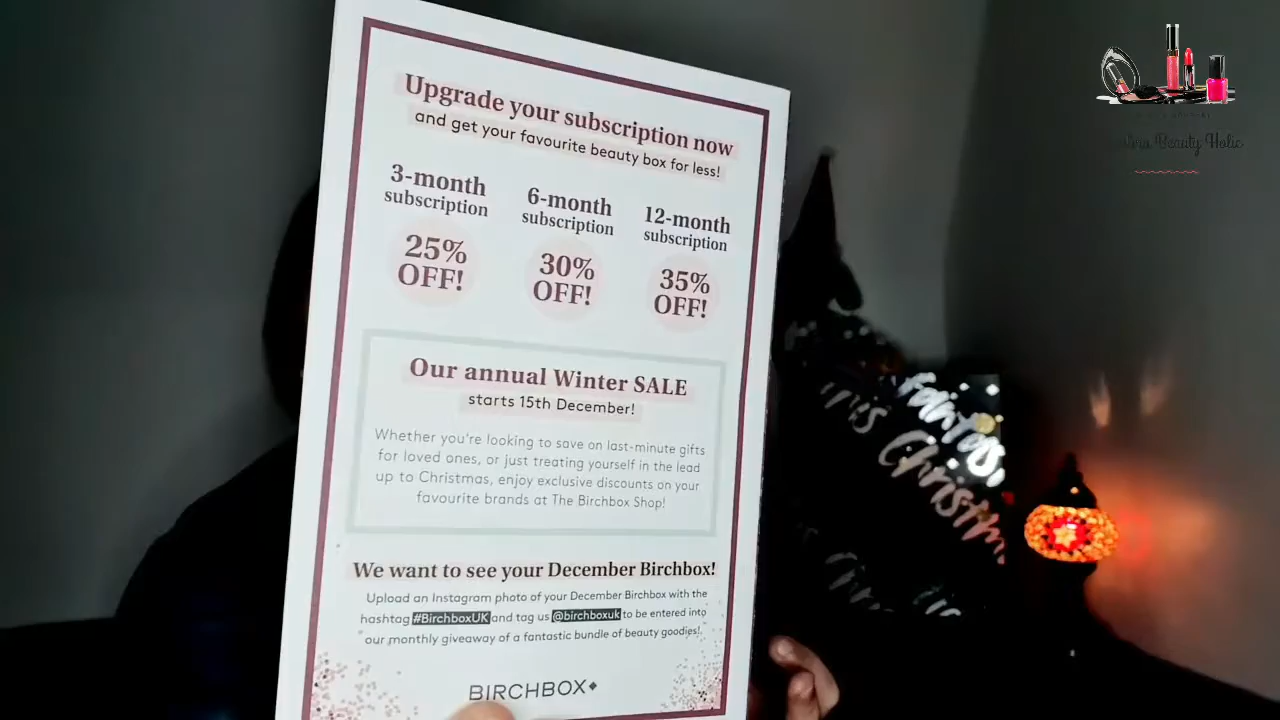 Upgrade your subscription now
and get your favourite beauty box for less!
3-month
subscription
25%
OFF!
6-month
subscription
30%
OFF!
12-month
subscription
35%
OFF!
Our annual Winter SALE
starts 15th December!
Whether you're looking to save on last-minute gifts
for loved ones, or just treating yourself in the lead
up to Christmas, enjoy exclusive discounts on your
favourite brands at The Birchbox Shop!
We want to see your December Birchbox!
Upload an Instagram photo of your December Birchbox with the
hashtag #BirchboxUK and tag us @birchboxuk to be entered into
our monthly giveaway of a fantastic bundle of beauty goodies!
BIRCHBOX
Beauty Holic